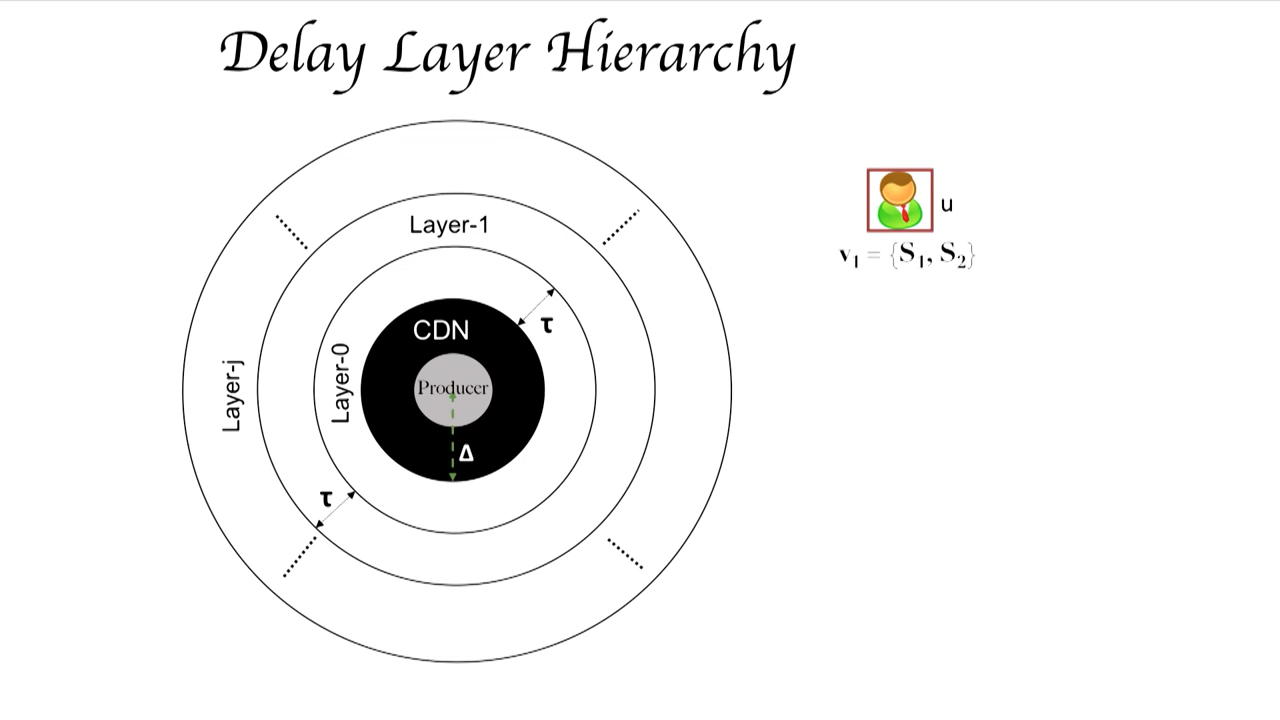 Delay Layer Hierarchy
u
v₁ = {S₁, S₂}
Layer-1
τ
CDN
Layer-0
Producer
Layer-j
Δ
τ